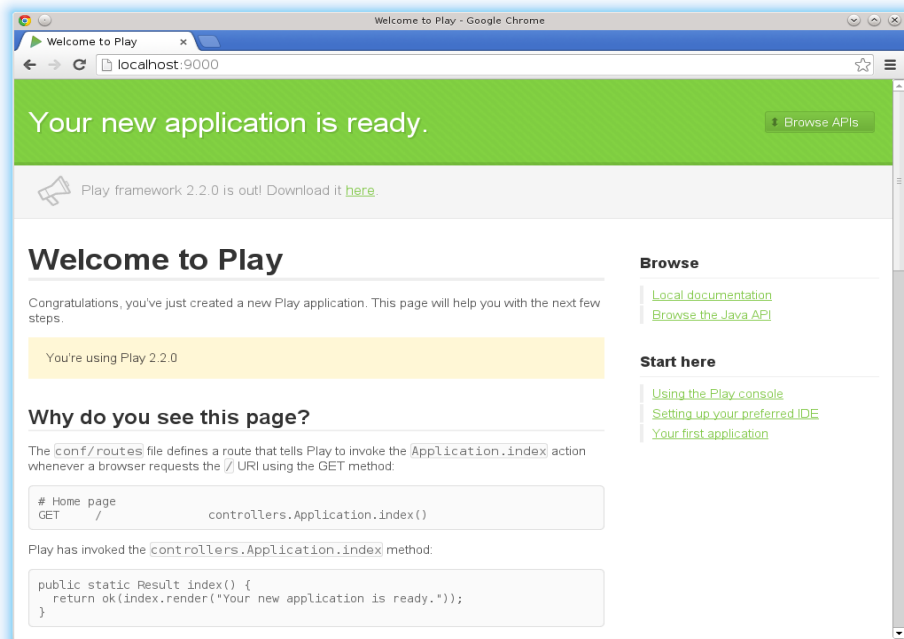 Welcome to Play - Google Chrome
Welcome to Play
localhost:9000
Your new application is ready.
Browse APIs
Play framework 2.2.0 is out! Download it here.
Welcome to Play
Congratulations, you've just created a new Play application. This page will help you with the next few
steps.
You're using Play 2.2.0
Why do you see this page?
The conf/routes file defines a route that tells Play to invoke the Application.index action
whenever a browser requests the / URI using the GET method:
# Home page
GET / controllers.Application.index()
Play has invoked the controllers.Application.index method:
public static Result index() {
return ok(index.render("Your new application is ready."));
}
Browse
Local documentation
Browse the Java API
Start here
Using the Play console
Setting up your preferred IDE
Your first application